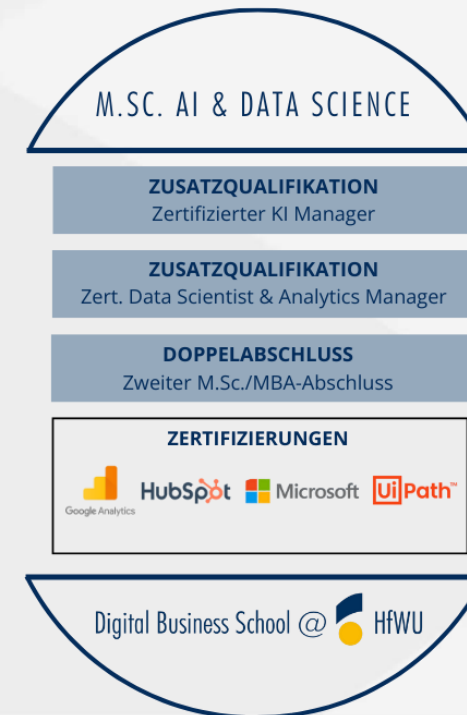 M.SC. AI & DATA SCIENCE
ZUSATZQUALIFIKATION
Zertifizierter KI Manager
ZUSATZQUALIFIKATION
Zert. Data Scientist & Analytics Manager
DOPPELABSCHLUSS
Zweiter M.Sc./MBA-Abschluss
ZERTIFIZIERUNGEN
Google Analytics HubSpot Microsoft UiPath™
Digital Business School @ HfWU